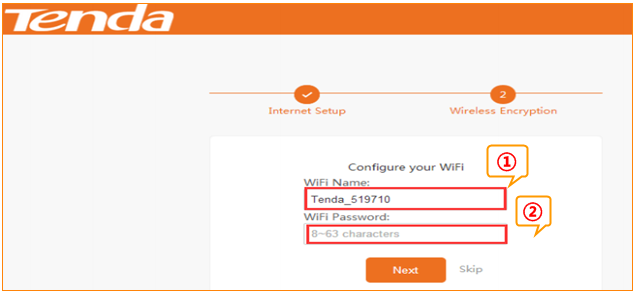 Tenda
2
Internet Setup
Wireless Encryption
Configure your WiFi
①
WiFi Name:
Tenda_519710
WiFi Password:
②
8~63 characters
Next
Skip